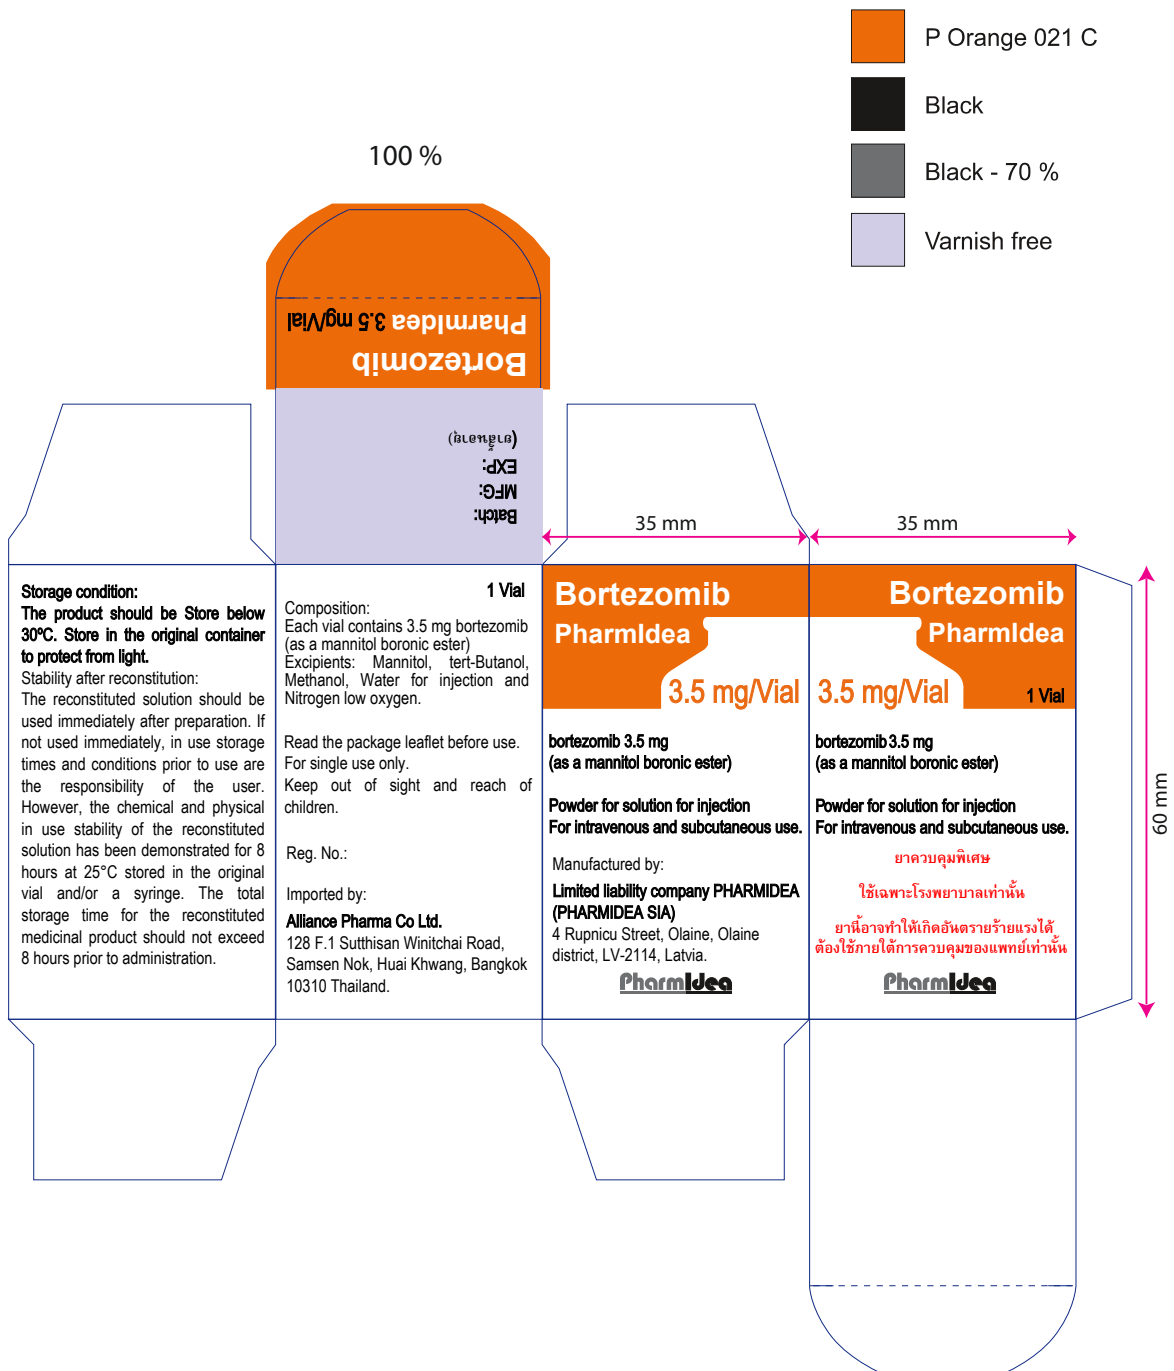 P Orange 021 C
Black
Black - 70 %
Varnish free
100 %
Bortezomib
PharmIdea 3.5 mg/Vial
Batch:
MFG:
EXP:
(ยาสิ้นอายุ)
35 mm
35 mm
60 mm
Storage condition:
The product should be Store below
30ºC. Store in the original container
to protect from light.
Stability after reconstitution:
The reconstituted solution should be
used immediately after preparation. If
not used immediately, in use storage
times and conditions prior to use are
the responsibility of the user.
However, the chemical and physical
in use stability of the reconstituted
solution has been demonstrated for 8
hours at 25°C stored in the original
vial and/or a syringe. The total
storage time for the reconstituted
medicinal product should not exceed
8 hours prior to administration.
1 Vial
Composition:
Each vial contains 3.5 mg bortezomib
(as a mannitol boronic ester)
Excipients: Mannitol, tert-Butanol,
Methanol, Water for injection and
Nitrogen low oxygen.
Read the package leaflet before use.
For single use only.
Keep out of sight and reach of
children.
Reg. No.:
Imported by:
Alliance Pharma Co Ltd.
128 F.1 Sutthisan Winitchai Road,
Samsen Nok, Huai Khwang, Bangkok
10310 Thailand.
Bortezomib
PharmIdea
3.5 mg/Vial
bortezomib 3.5 mg
(as a mannitol boronic ester)
Powder for solution for injection
For intravenous and subcutaneous use.
Manufactured by:
Limited liability company PHARMIDEA
(PHARMIDEA SIA)
4 Rupnicu Street, Olaine, Olaine
district, LV-2114, Latvia.
PharmIdea
Bortezomib
PharmIdea
3.5 mg/Vial
1 Vial
bortezomib 3.5 mg
(as a mannitol boronic ester)
Powder for solution for injection
For intravenous and subcutaneous use.
ยาควบคุมพิเศษ
ใช้เฉพาะโรงพยาบาลเท่านั้น
ยานี้อาจทำให้เกิดอันตรายร้ายแรงได้
ต้องใช้ภายใต้การควบคุมของแพทย์เท่านั้น
PharmIdea